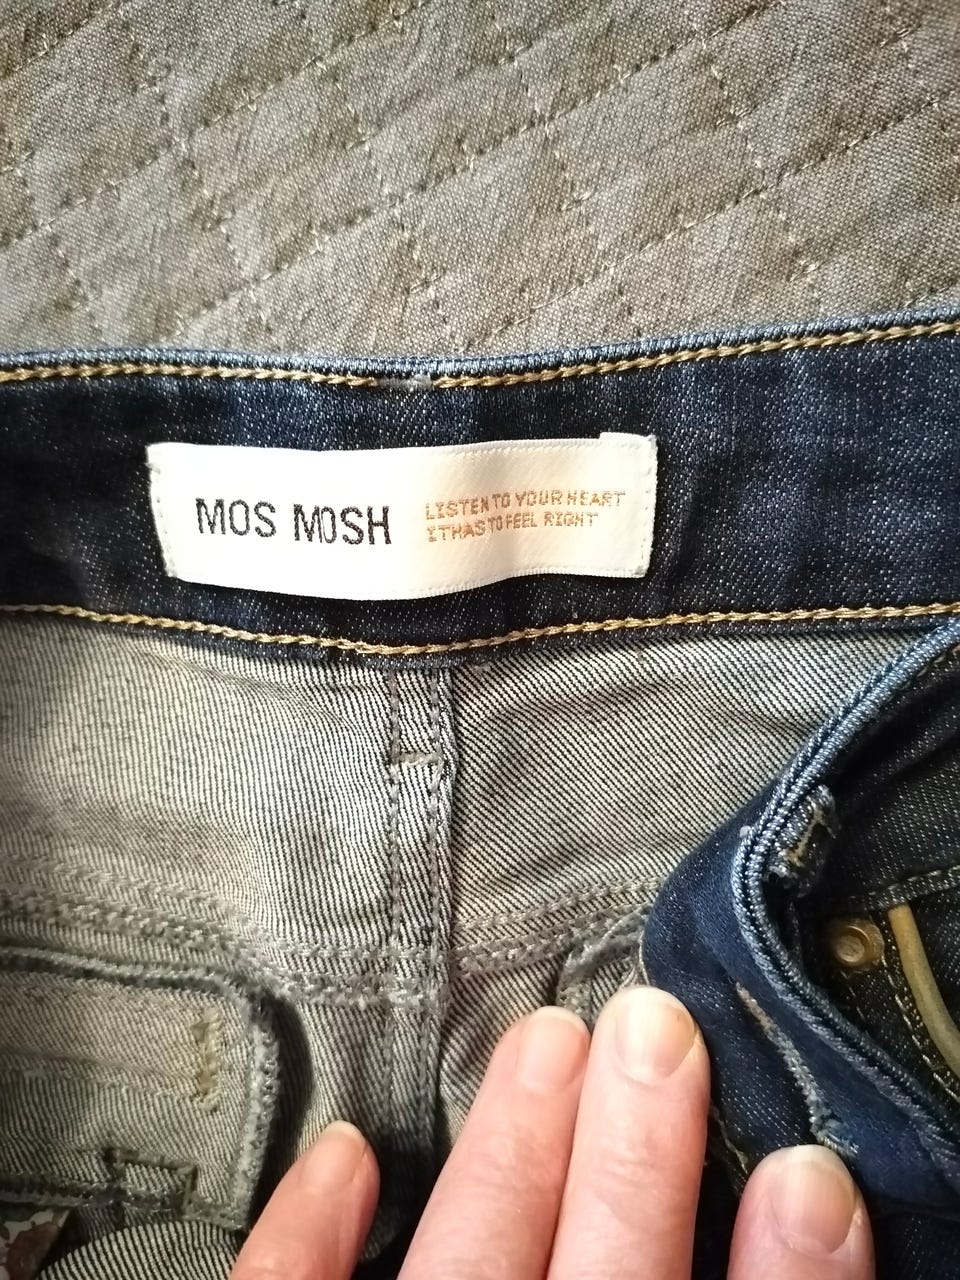 MOS MOSH
LISTEN TO YOUR HEART
IT HAS TO FEEL RIGHT